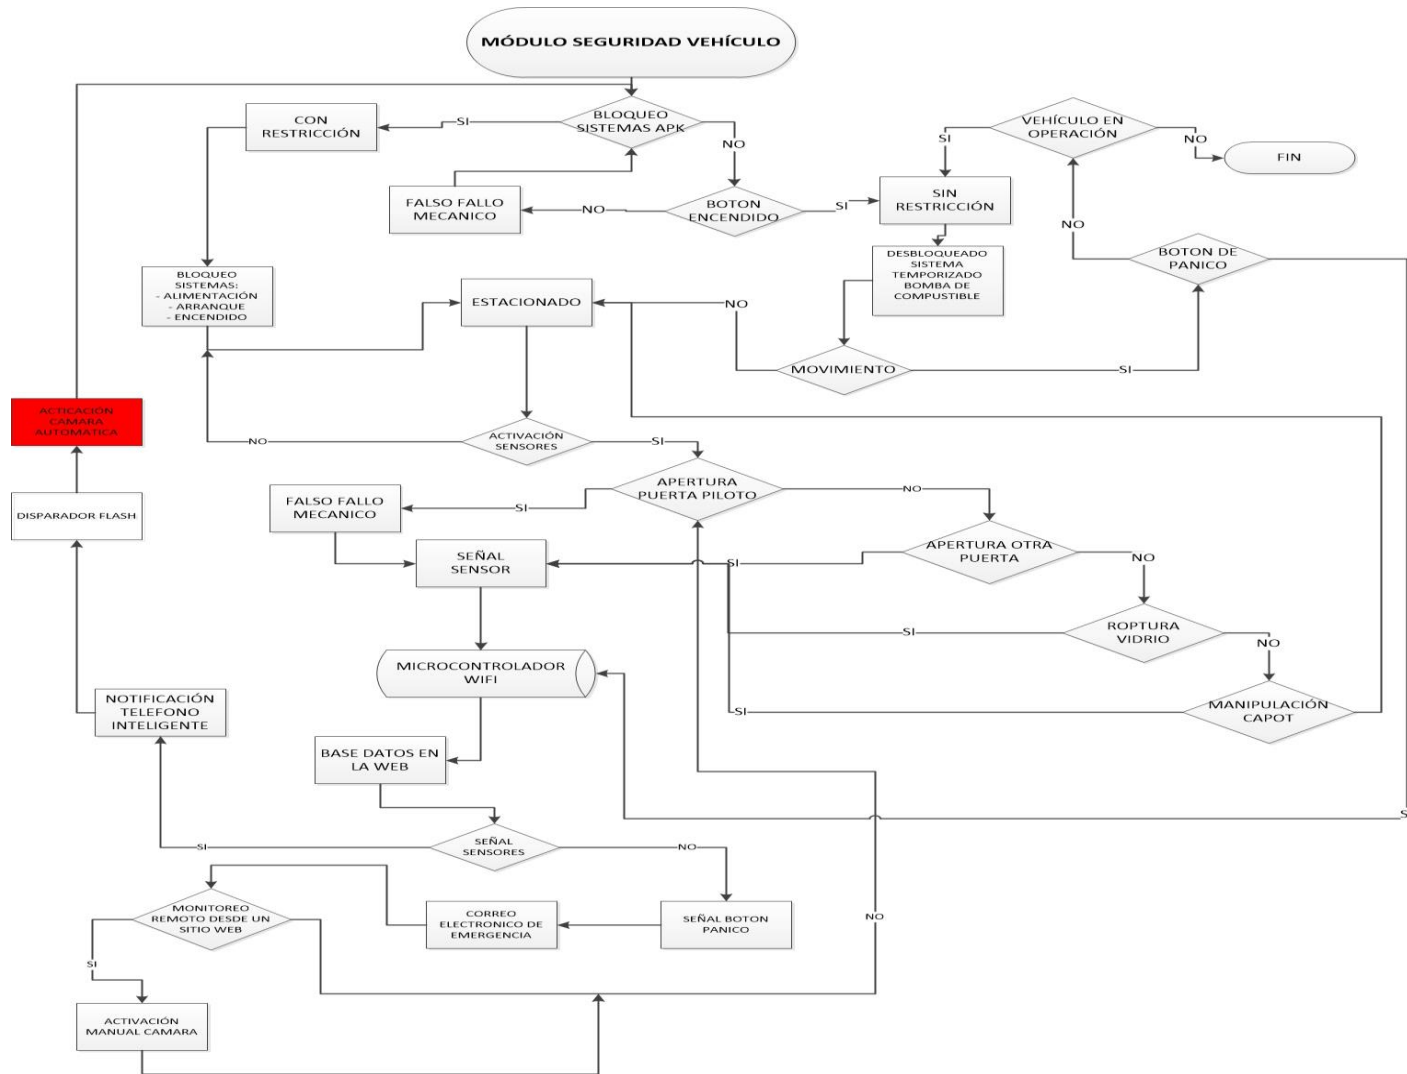 MÓDULO SEGURIDAD VEHÍCULO
CON
RESTRICCIÓN
SI
BLOQUEO
SISTEMAS APK
NO
VEHÍCULO EN
OPERACIÓN
SI
NO
FIN
FALSO FALLO
MECANICO
NO
BOTON
ENCENDIDO
SI
SIN
RESTRICCIÓN
NO
BLOQUEO
SISTEMAS:
- ALIMENTACIÓN
- ARRANQUE
- ENCENDIDO
ESTACIONADO
NO
DESBLOQUEADO
SISTEMA
TEMPORIZADO
BOMBA DE
COMPUSTIBLE
BOTON DE
PANICO
MOVIMIENTO
SI
ACTICACIÓN
CAMARA
AUTOMATICA
NO
ACTIVACIÓN
SENSORES
SI
APERTURA
PUERTA PILOTO
NO
DISPARADOR FLASH
FALSO FALLO
MECANICO
SI
SEÑAL
SENSOR
SI
APERTURA OTRA
PUERTA
NO
MICROCONTROLADOR
WIFI
SI
ROPTURA
VIDRIO
NO
NOTIFICACIÓN
TELEFONO
INTELIGENTE
SI
MANIPULACIÓN
CAPOT
BASE DATOS EN
LA WEB
S
SI
SEÑAL
SENSORES
NO
MONITOREO
REMOTO DESDE UN
SITIO WEB
CORREO
ELECTRONICO DE
EMERGENCIA
SEÑAL BOTON
PANICO
NO
SI
ACTIVACIÓN
MANUAL CAMARA